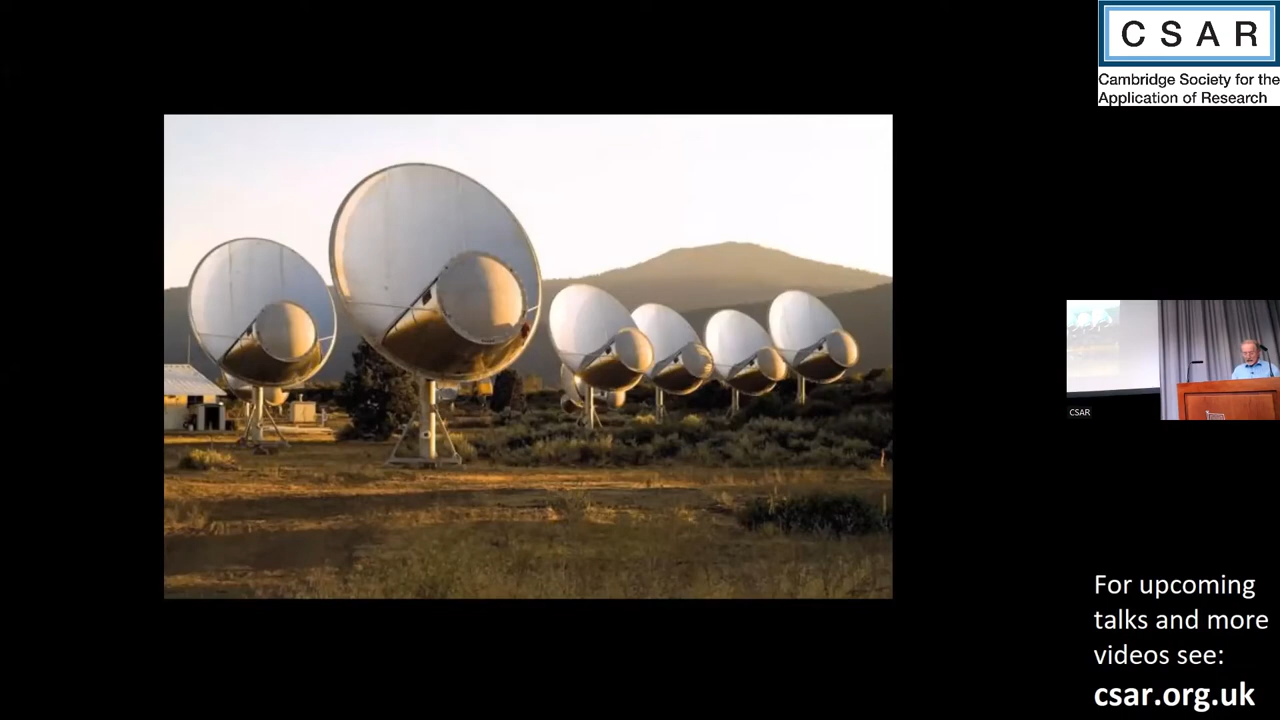 CSAR
Cambridge Society for the
Application of Research
CSAR
For upcoming
talks and more
videos see:
csar.org.uk